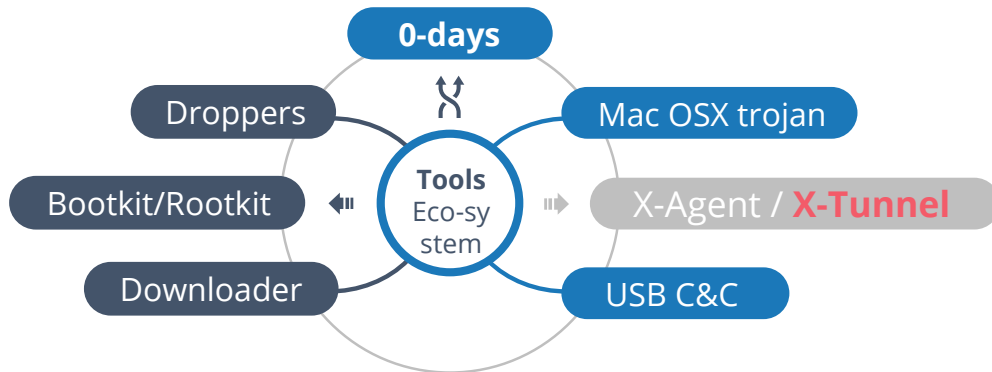 0-days
Droppers
Mac OSX trojan
Bootkit/Rootkit
Tools
Eco-sy
stem
X-Agent / X-Tunnel
Downloader
USB C&C